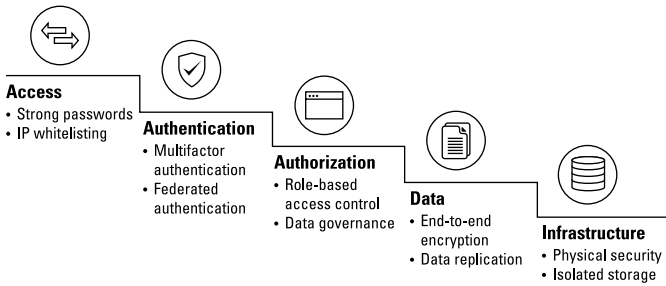 Access
• Strong passwords
• IP whitelisting
Authentication
• Multifactor
authentication
• Federated
authentication
Authorization
• Role-based
access control
• Data governance
Data
• End-to-end
encryption
• Data replication
Infrastructure
• Physical security
• Isolated storage